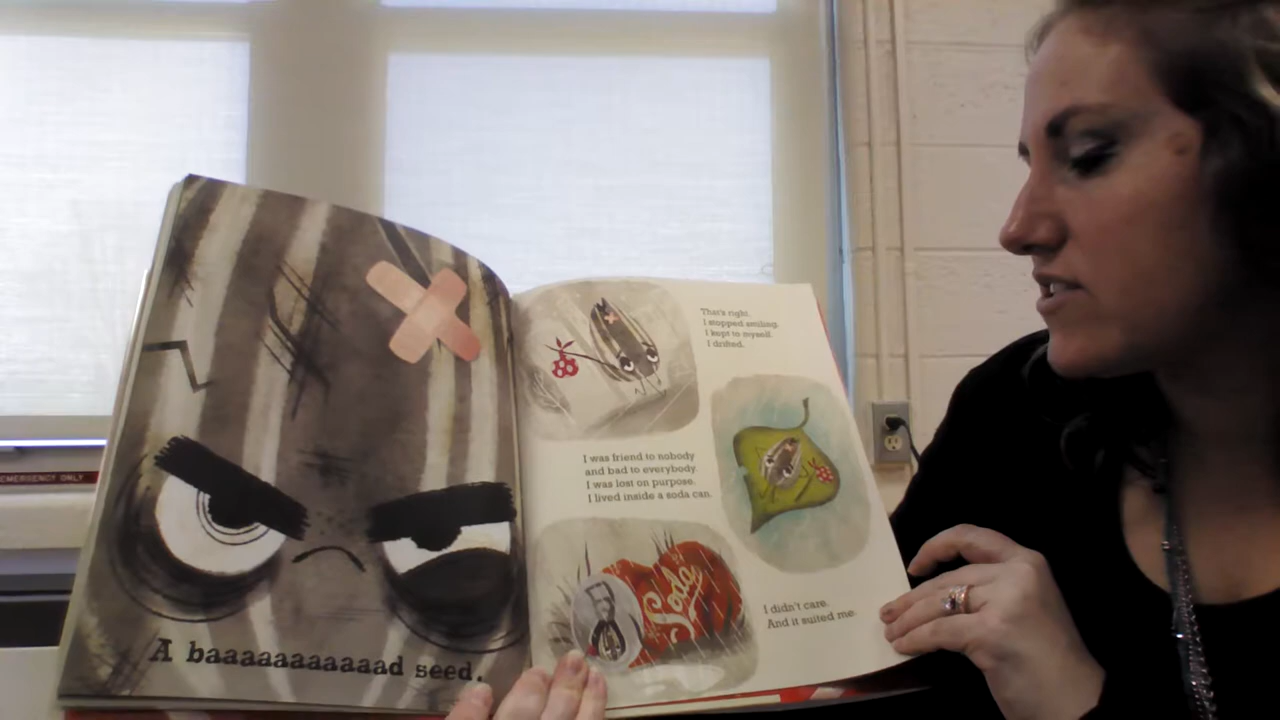 EMERGENCY ONLY
A baaaaaaaaaaad seed.
That's right.
I stopped smiling.
I kept to myself.
I drifted.
I was friend to nobody
and bad to everybody.
I was lost on purpose.
I lived inside a soda can.
Soda
I didn't care.
And it suited me.